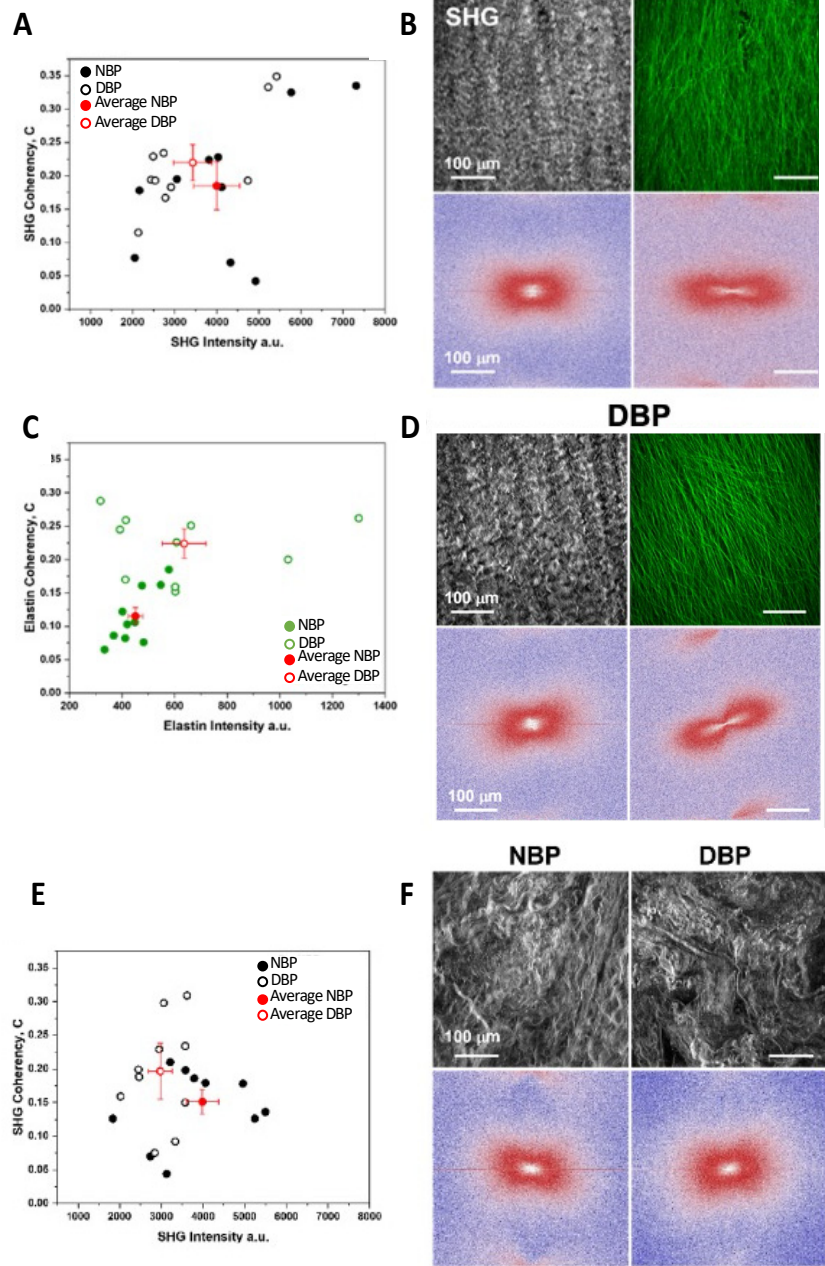 A
NBP
DBP
Average NBP
Average DBP
0.35
0.30
0.25
0.20
0.15
0.10
0.05
0.00
SHG Coherency, C
1000 2000 3000 4000 5000 6000 7000 8000
SHG Intensity a.u.
B
SHG
100 μm
100 μm
C
0.35
0.30
0.25
0.20
0.15
0.10
0.05
0.00
Elastin Coherency, C
NBP
DBP
Average NBP
Average DBP
200 400 600 800 1000 1200 1400
Elastin Intensity a.u.
DBP
D
100 μm
100 μm
E
NBP
DBP
Average NBP
Average DBP
0.35
0.30
0.25
0.20
0.15
0.10
0.05
0.00
SHG Coherency, C
1000 2000 3000 4000 5000 6000 7000 8000
SHG Intensity a.u.
NBP DBP
F
100 μm
100 μm